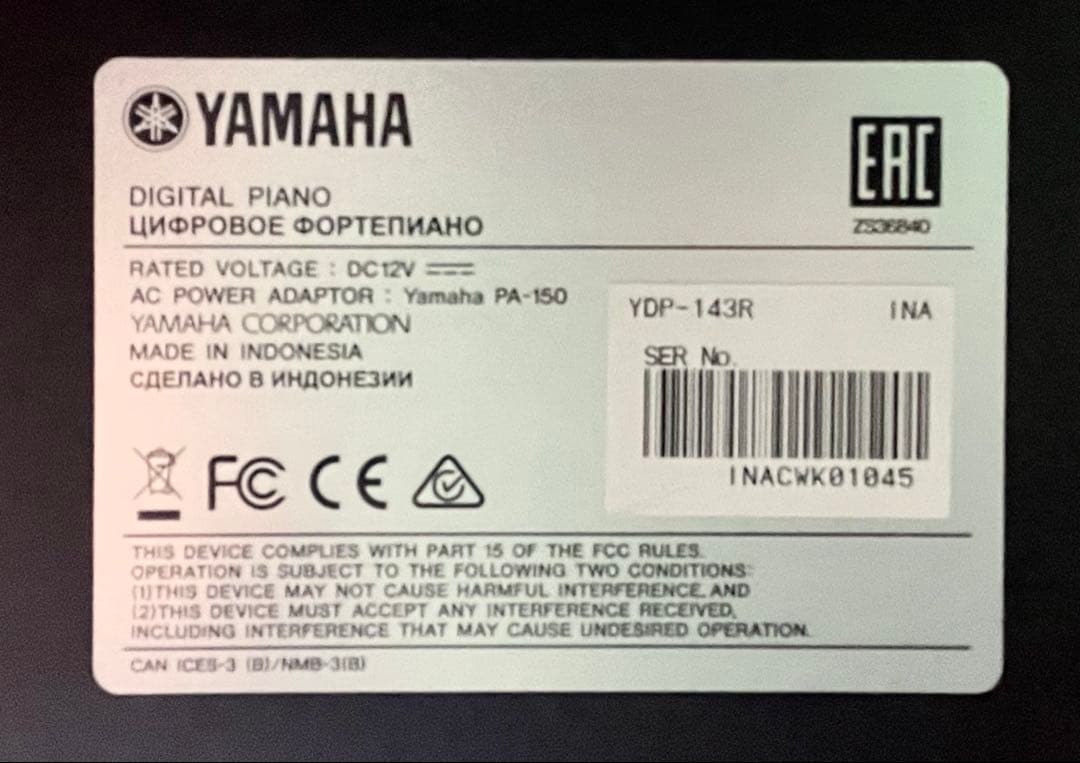 YAMAHA
EAC
ZS36840
DIGITAL PIANO
ЦИФРОВОЕ ФОРТЕПИАНО
RATED VOLTAGE : DC12V
AC POWER ADAPTOR : Yamaha PA-150
YAMAHA CORPORATION
MADE IN INDONESIA
СДЕЛАНО В ИНДОНЕЗИИ
YDP-143R INA
SER No.
INACWK01045
FC CE
THIS DEVICE COMPLIES WITH PART 15 OF THE FCC RULES.
OPERATION IS SUBJECT TO THE FOLLOWING TWO CONDITIONS:
(1)THIS DEVICE MAY NOT CAUSE HARMFUL INTERFERENCE, AND
(2)THIS DEVICE MUST ACCEPT ANY INTERFERENCE RECEIVED,
INCLUDING INTERFERENCE THAT MAY CAUSE UNDESIRED OPERATION.
CAN ICES-3 (B)/NMB-3(B)